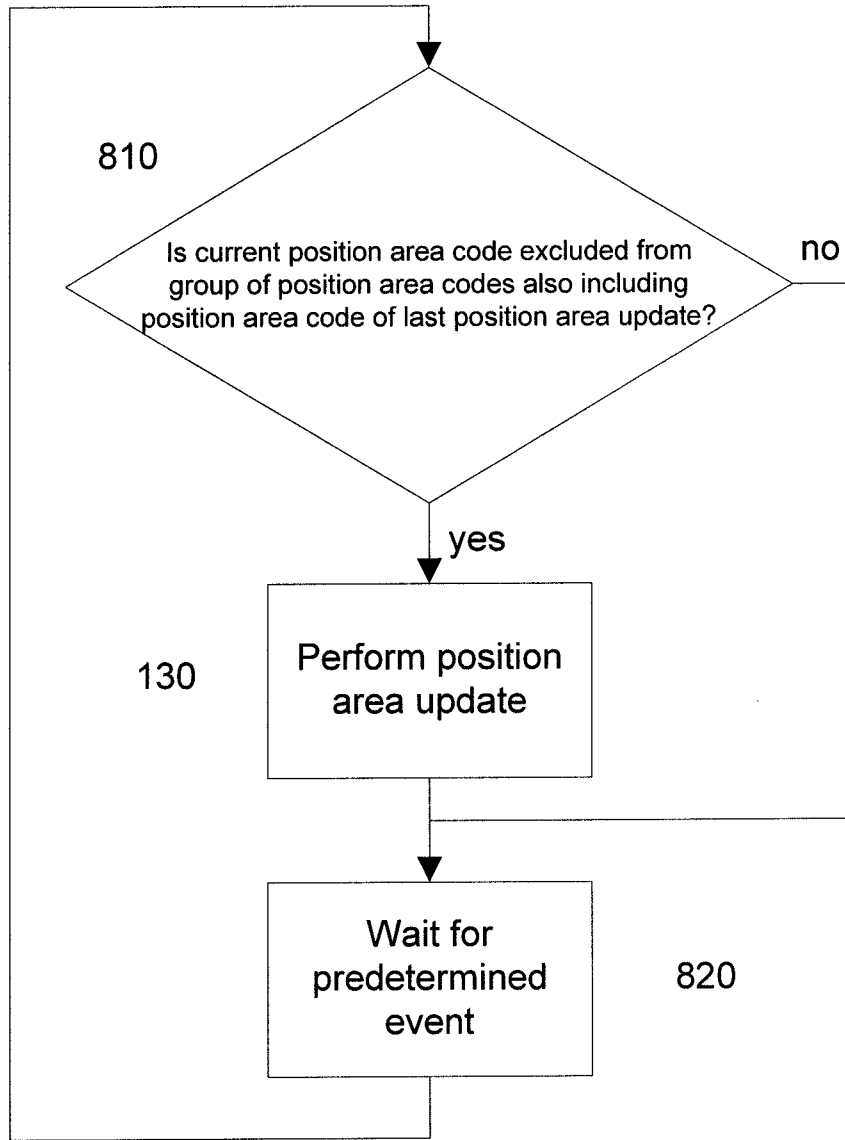 810
Is current position area code excluded from
group of position area codes also including
position area code of last position area update?
no
yes
130
Perform position
area update
Wait for
predetermined
event
820